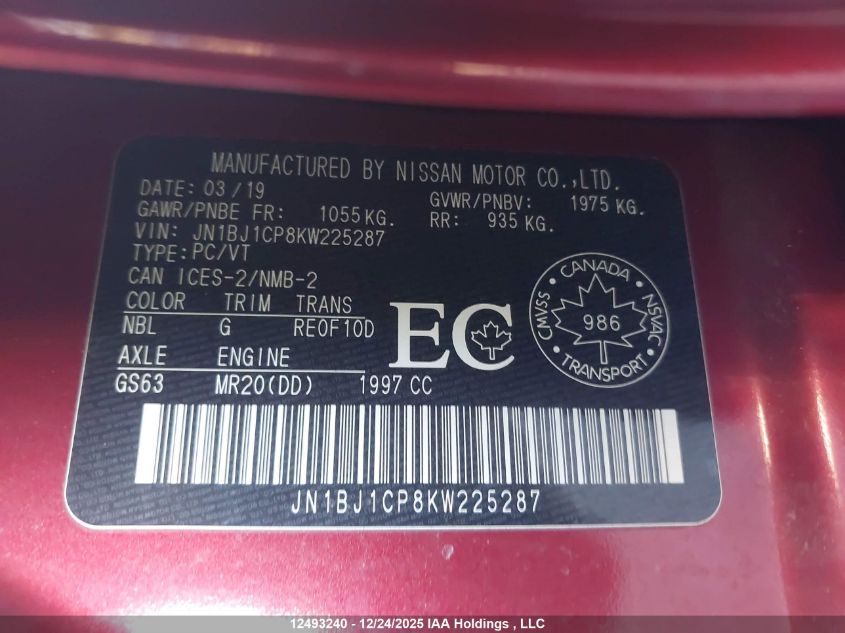 MANUFACTURED BY NISSAN MOTOR CO.,LTD.
DATE: 03/19 GVWR/PNBV: 1975 KG.
GAWR/PNBE FR: 1055 KG. RR: 935 KG.
VIN: JN1BJ1CP8KW225287
TYPE: PC/VT
CAN ICES-2/NMB-2
COLOR TRIM TRANS
NBL G RE0F10D
AXLE ENGINE
GS63 MR20(DD) 1997 CC
EC
CANADA
CMVSS 986 NSVAC
TRANSPORT
JN1BJ1CP8KW225287
12493240 - 12/24/2025 IAA Holdings , LLC